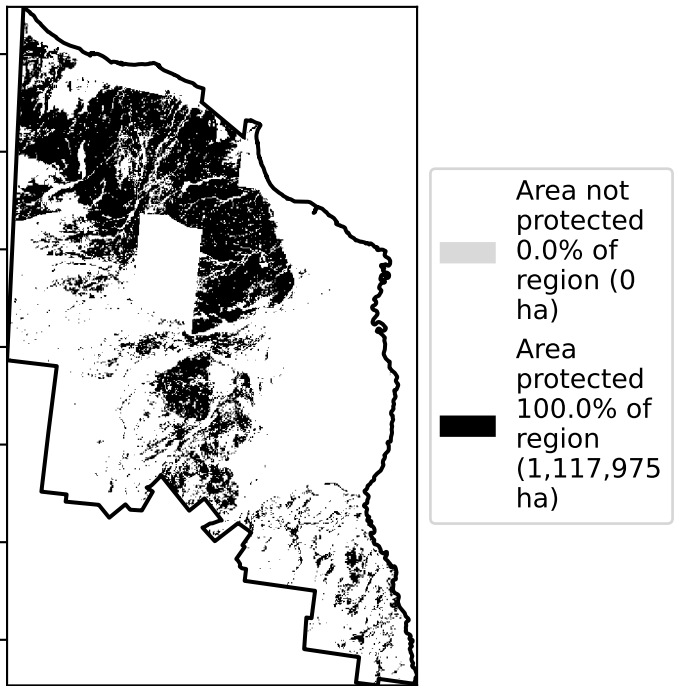 Area not
protected
0.0% of
region (0
ha)
Area
protected
100.0% of
region
(1,117,975
ha)